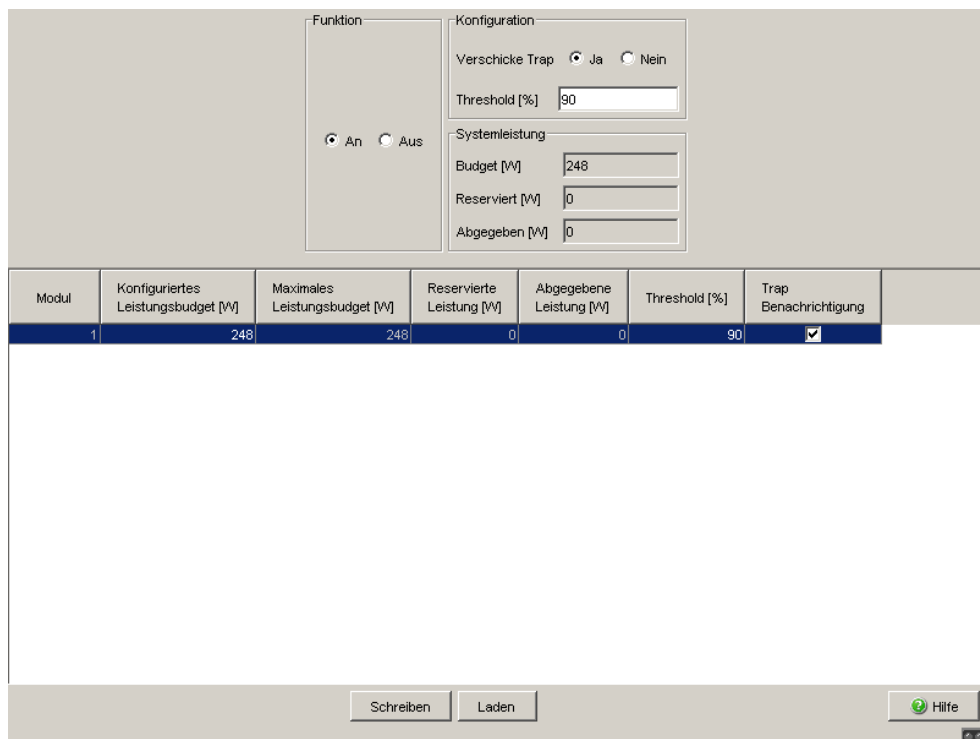 Funktion
Konfiguration
Verschicke Trap Ja Nein
Threshold [%] 90
An Aus
Systemleistung
Budget [W] 248
Reserviert [W] 0
Abgegeben [W] 0
Modul
Konfiguriertes
Leistungsbudget [W]
Maximales
Leistungsbudget [W]
Reservierte
Leistung [W]
Abgegebene
Leistung [W]
Threshold [%]
Trap
Benachrichtigung
1 248 248 0 0 90
Schreiben Laden Hilfe